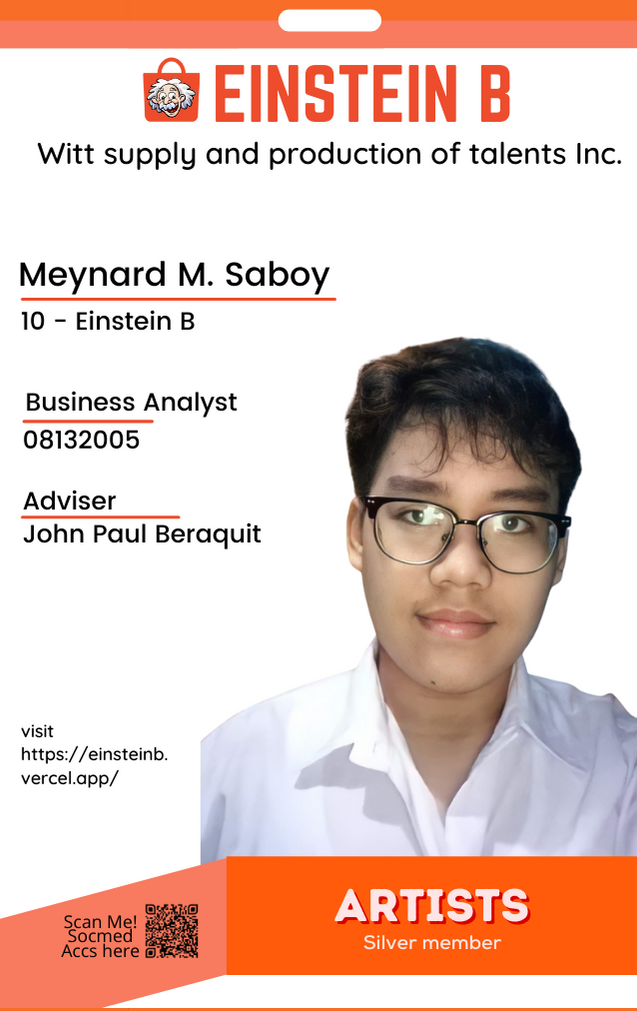 EINSTEIN B
Witt supply and production of talents Inc.
Meynard M. Saboy
10 - Einstein B
Business Analyst
08132005
Adviser
John Paul Beraquit
visit
https://einsteinb.
vercel.app/
Scan Me!
Socmed
Accs here
ARTISTS
Silver member